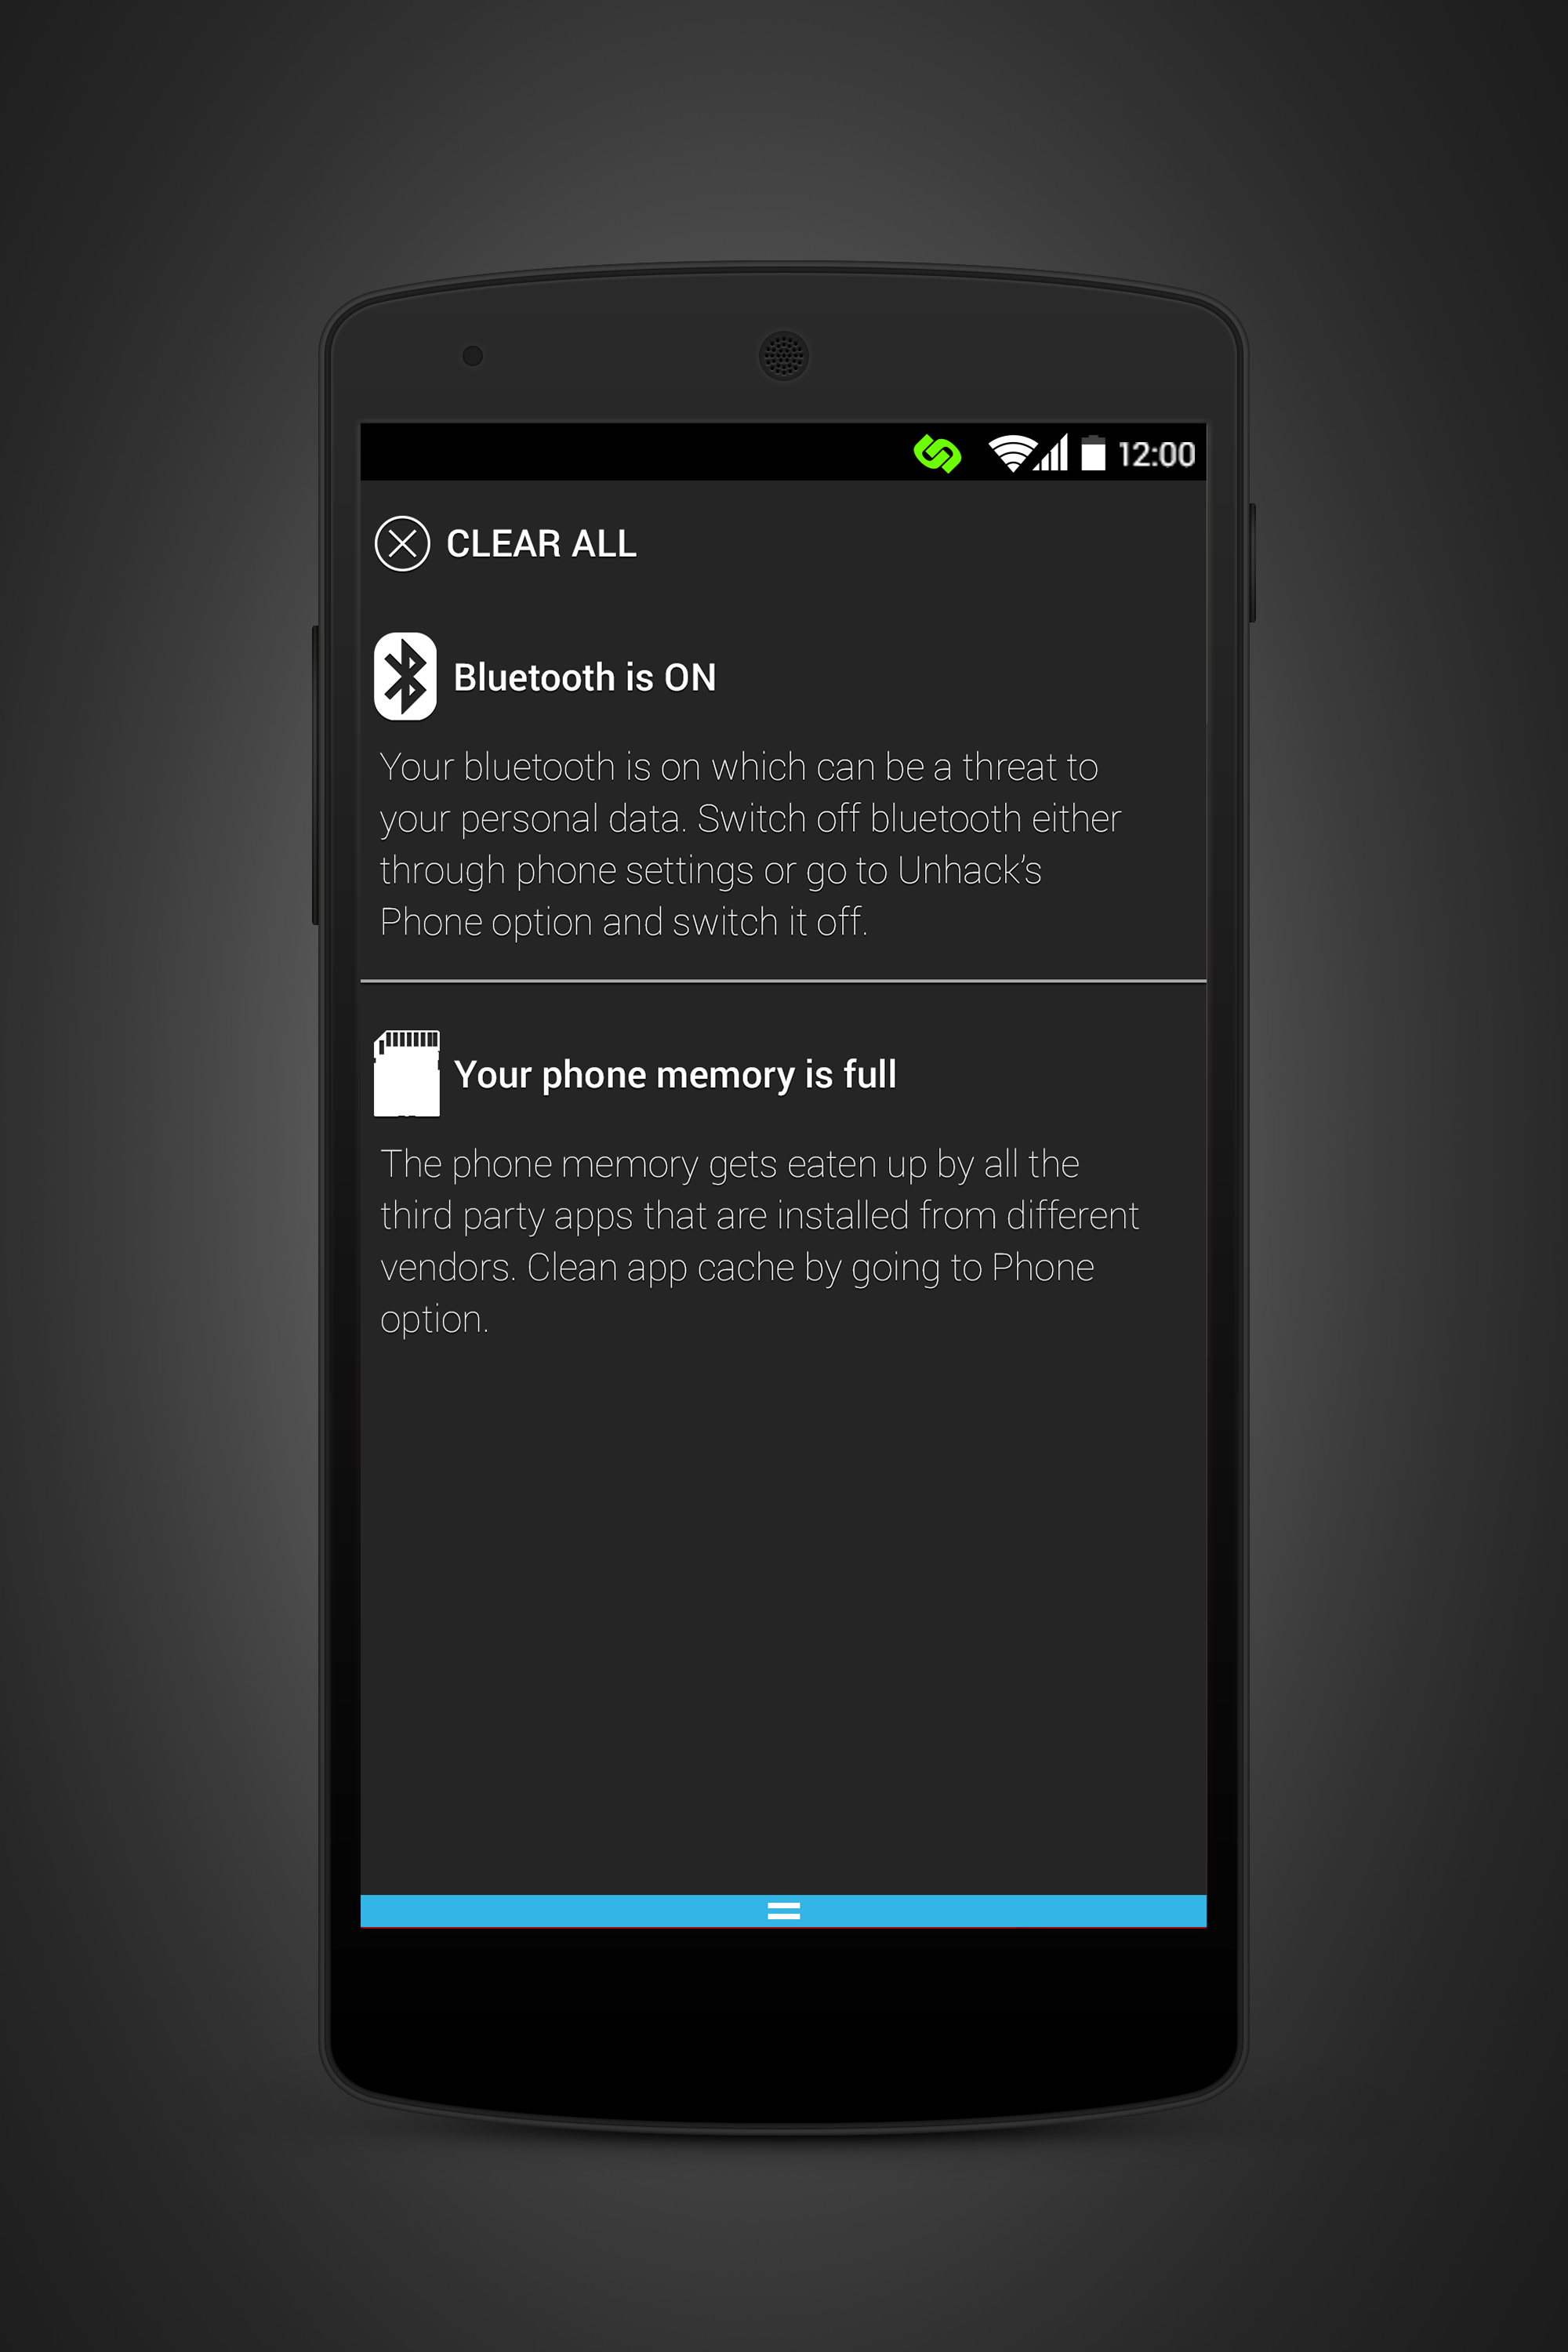 12:00
CLEAR ALL
Bluetooth is ON
Your bluetooth is on which can be a threat to
your personal data. Switch off bluetooth either
through phone settings or go to Unhack’s
Phone option and switch it off.
Your phone memory is full
The phone memory gets eaten up by all the
third party apps that are installed from different
vendors. Clean app cache by going to Phone
option.